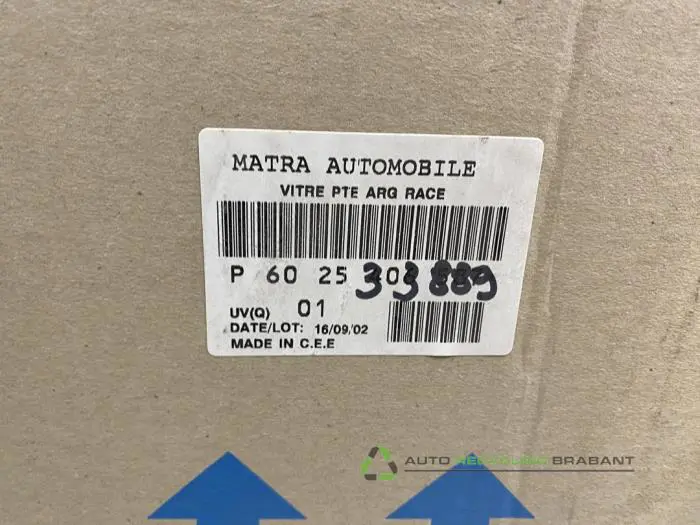 MATRA AUTOMOBILE
VITRE PTE ARG RACE
P 60 25
33889
UV(Q) 01
DATE/LOT: 16/09/02
MADE IN C.E.E
AUTO RECYCLING BRABANT